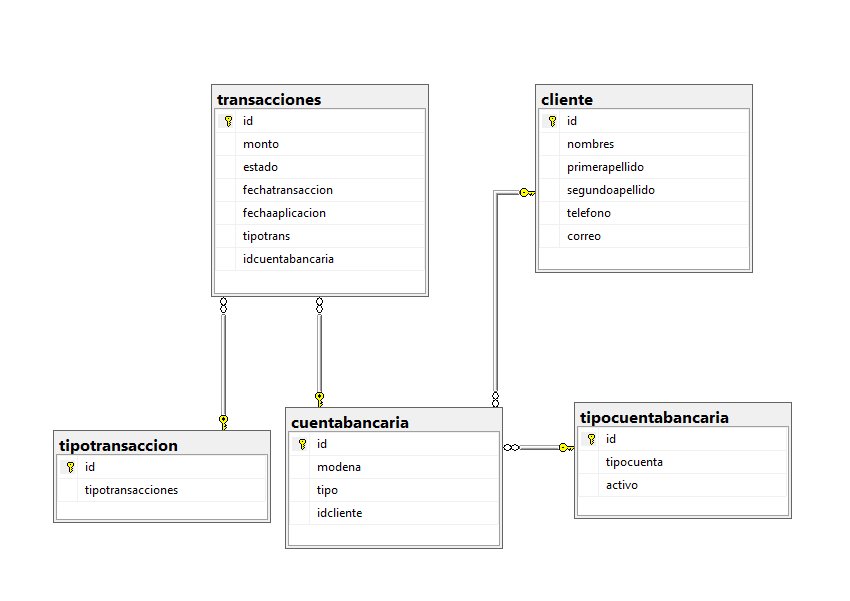 transacciones
id
monto
estado
fechatransaccion
fechaaplicacion
tipotrans
idcuentabancaria
cliente
id
nombres
primerapellido
segundoapellido
telefono
correo
tipotransaccion
id
tipotransacciones
cuentabancaria
id
modena
tipo
idcliente
tipocuentabancaria
id
tipocuenta
activo